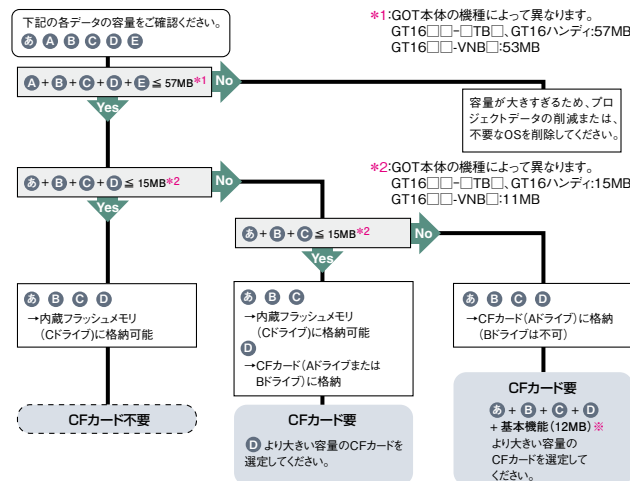 下記の各データの容量をご確認ください。
あ A B C D E
*1:GOT本体の機種によって異なります。
GT16□□-□TB□、GT16ハンディ:57MB
GT16□□-VNB□:53MB
A + B + C + D + E ≦ 57MB*1
No
Yes
容量が大きすぎるため、プロ
ジェクトデータの削減または、
不要なOSを削除してください。
*2:GOT本体の機種によって異なります。
GT16□□-□TB□、GT16ハンディ:15MB
GT16□□-VNB□:11MB
あ + B + C + D ≦ 15MB*2
No
Yes
あ + B + C ≦ 15MB*2
No
Yes
あ B C D
→内蔵フラッシュメモリ
(Cドライブ)に格納可能
CFカード不要
あ B C
→内蔵フラッシュメモリ
(Cドライブ)に格納可能
D
→CFカード(Aドライブまたは
Bドライブ)に格納
CFカード要
D より大きい容量のCFカードを
選定してください。
あ B C D
→CFカード(Aドライブ)に格納
(Bドライブは不可)
CFカード要
あ + B + C + D
+ 基本機能(12MB)※
より大きい容量の
CFカードを選定して
ください。